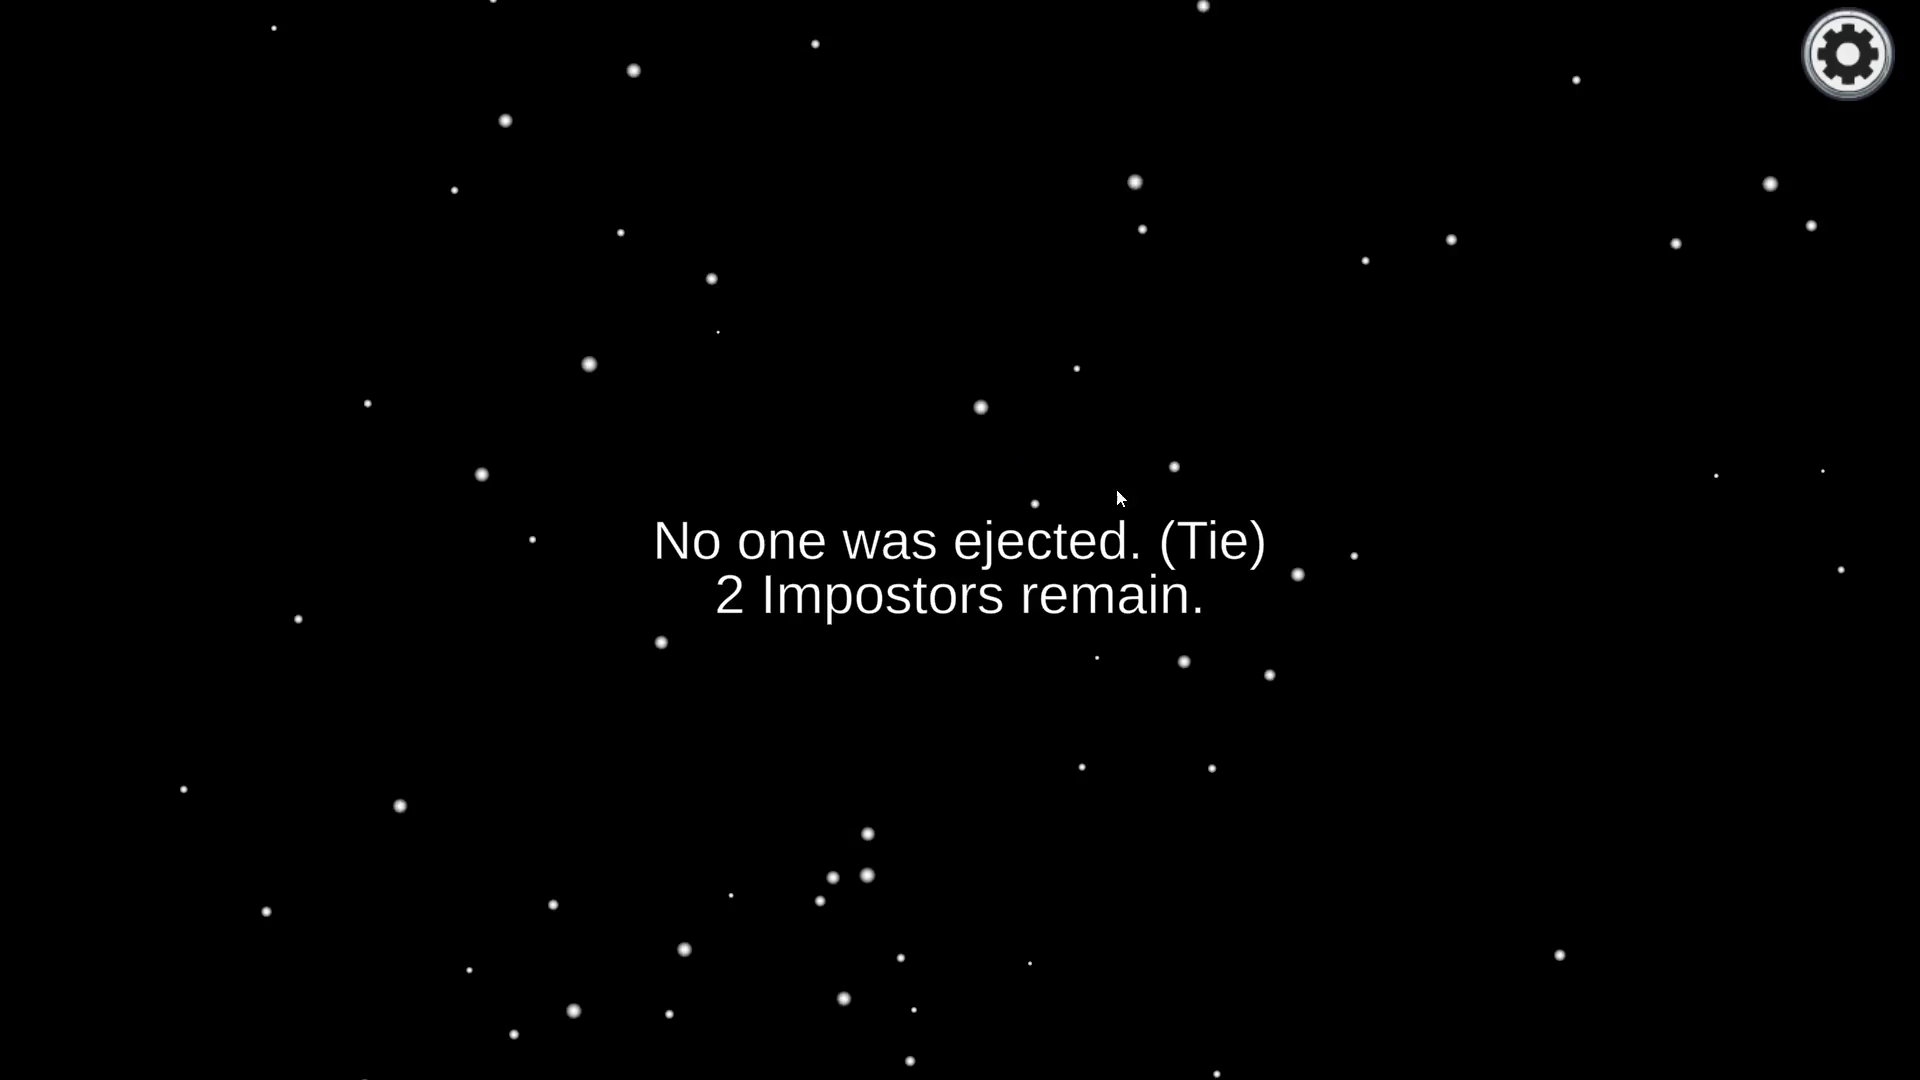 No one was ejected. (Tie)
2 Impostors remain.